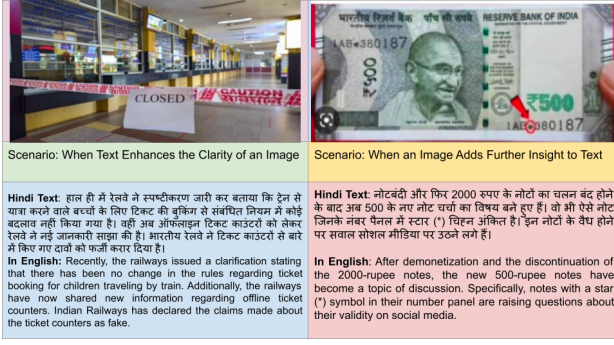 CLOSED
CAUTION
सावधान
भारतीय रिज़र्व बैंक
पाँच सौ रुपये
RESERVE BANK OF INDIA
1AB*380187
₹500
₹500
1AB*380187
Scenario: When Text Enhances the Clarity of an Image
Scenario: When an Image Adds Further Insight to Text
Hindi Text: हाल ही में रेलवे ने स्पष्टीकरण जारी कर बताया कि ट्रेन से
यात्रा करने वाले बच्चों के लिए टिकट की बुकिंग से संबंधित नियम में कोई
बदलाव नहीं किया गया है। वहीं अब ऑफलाइन टिकट काउंटरों को लेकर
रेलवे ने नई जानकारी साझा की है। भारतीय रेलवे ने टिकट काउंटरों से बारे
में किए गए दावों को फर्जी करार दिया है।
In English: Recently, the railways issued a clarification stating
that there has been no change in the rules regarding ticket
booking for children traveling by train. Additionally, the railways
have now shared new information regarding offline ticket
counters. Indian Railways has declared the claims made about
the ticket counters as fake.
Hindi Text: नोटबंदी और फिर 2000 रुपए के नोटों का चलन बंद होने
के बाद अब 500 के नए नोट चर्चा का विषय बने हुए हैं। वो भी ऐसे नोट
जिनके नंबर पैनल में स्टार (*) चिह्न अंकित है। इन नोटों के वैध होने
पर सवाल सोशल मीडिया पर उठने लगे हैं।
In English: After demonetization and the discontinuation of
the 2000-rupee notes, the new 500-rupee notes have
become a topic of discussion. Specifically, notes with a star
(*) symbol in their number panel are raising questions about
their validity on social media.